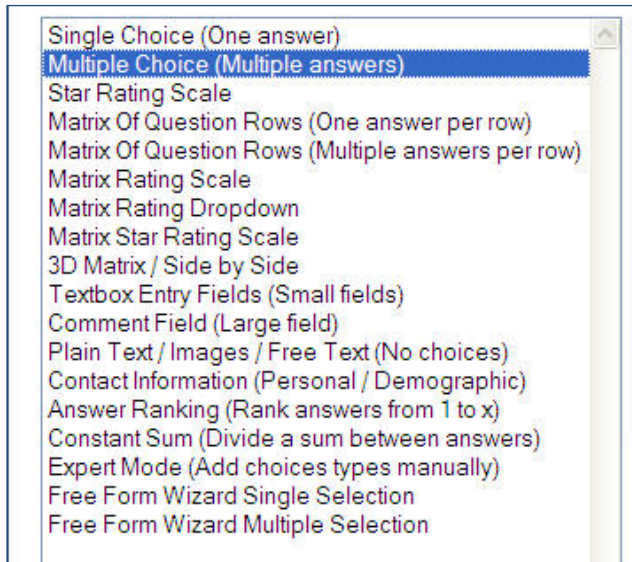 Single Choice (One answer)
Multiple Choice (Multiple answers)
Star Rating Scale
Matrix Of Question Rows (One answer per row)
Matrix Of Question Rows (Multiple answers per row)
Matrix Rating Scale
Matrix Rating Dropdown
Matrix Star Rating Scale
3D Matrix / Side by Side
Textbox Entry Fields (Small fields)
Comment Field (Large field)
Plain Text / Images / Free Text (No choices)
Contact Information (Personal / Demographic)
Answer Ranking (Rank answers from 1 to x)
Constant Sum (Divide a sum between answers)
Expert Mode (Add choices types manually)
Free Form Wizard Single Selection
Free Form Wizard Multiple Selection